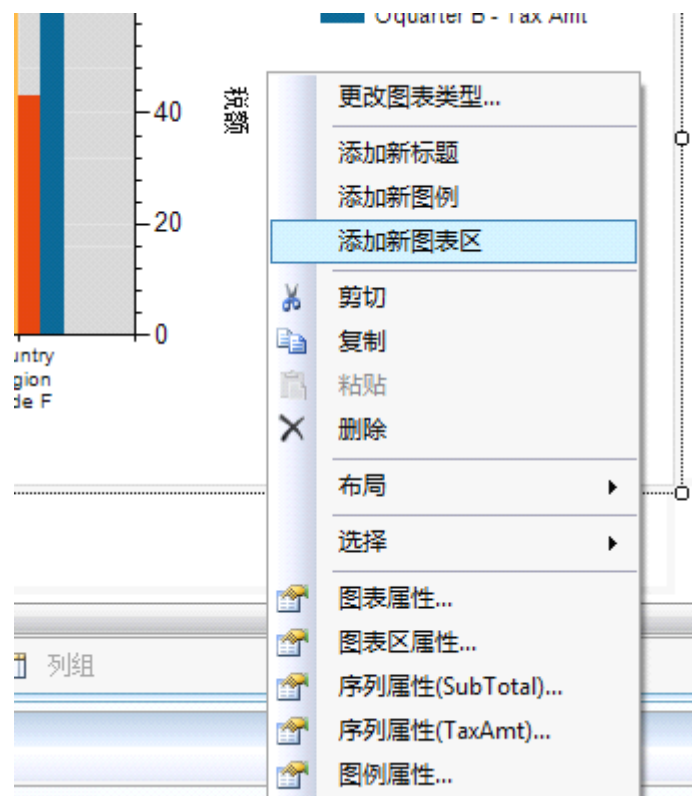 Oquarter B - Tax Amt
更改图表类型...
40
税额
添加新标题
添加新图例
20
添加新图表区
剪切
0
复制
untry
gion
de F
粘贴
删除
布局
选择
图表属性...
图表区属性...
列组
序列属性(SubTotal)...
序列属性(TaxAmt)...
图例属性...